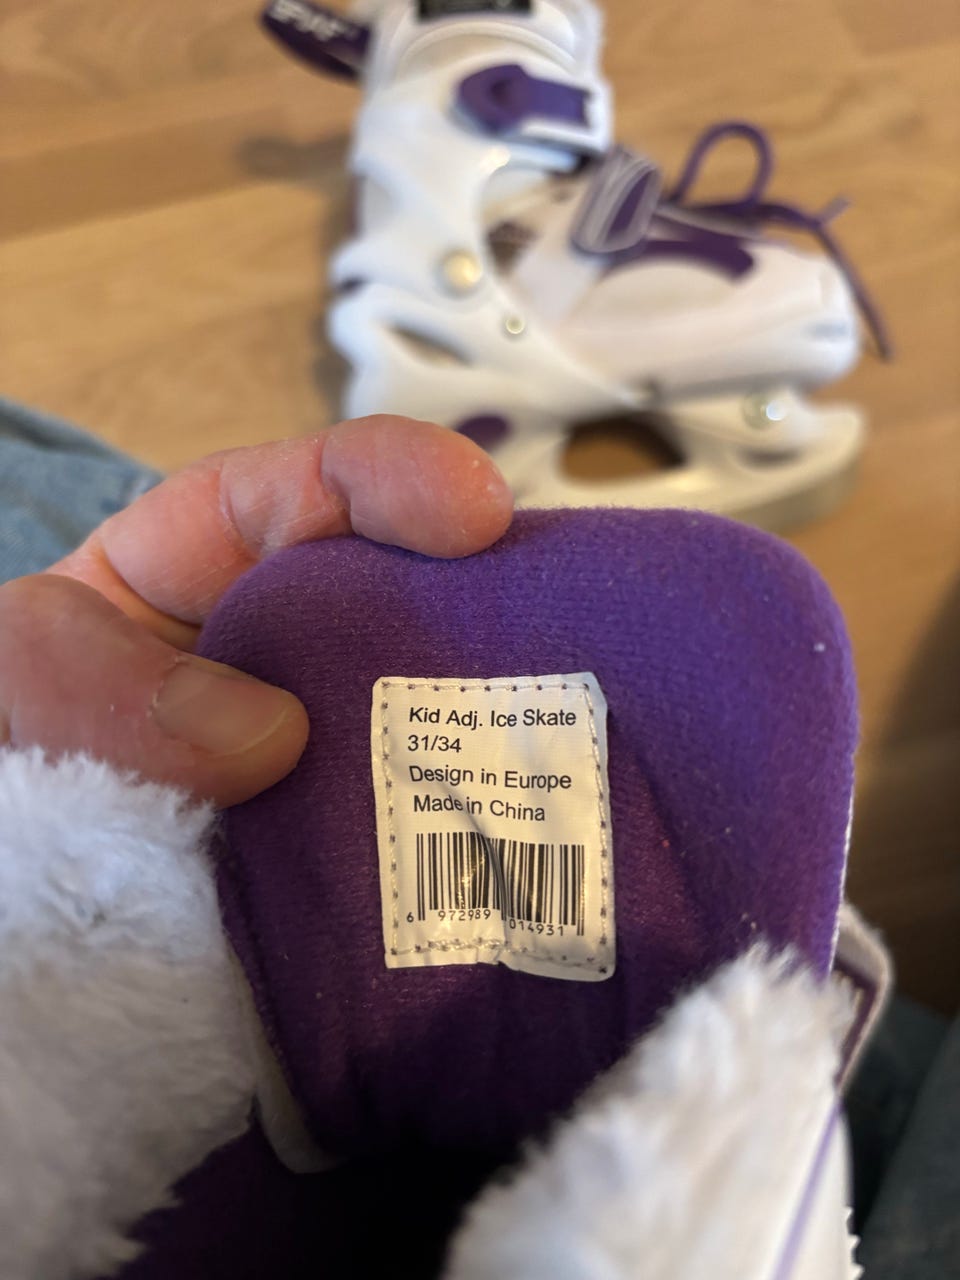 Kid Adj. Ice Skate
31/34
Design in Europe
Made in China
6 972989 014931